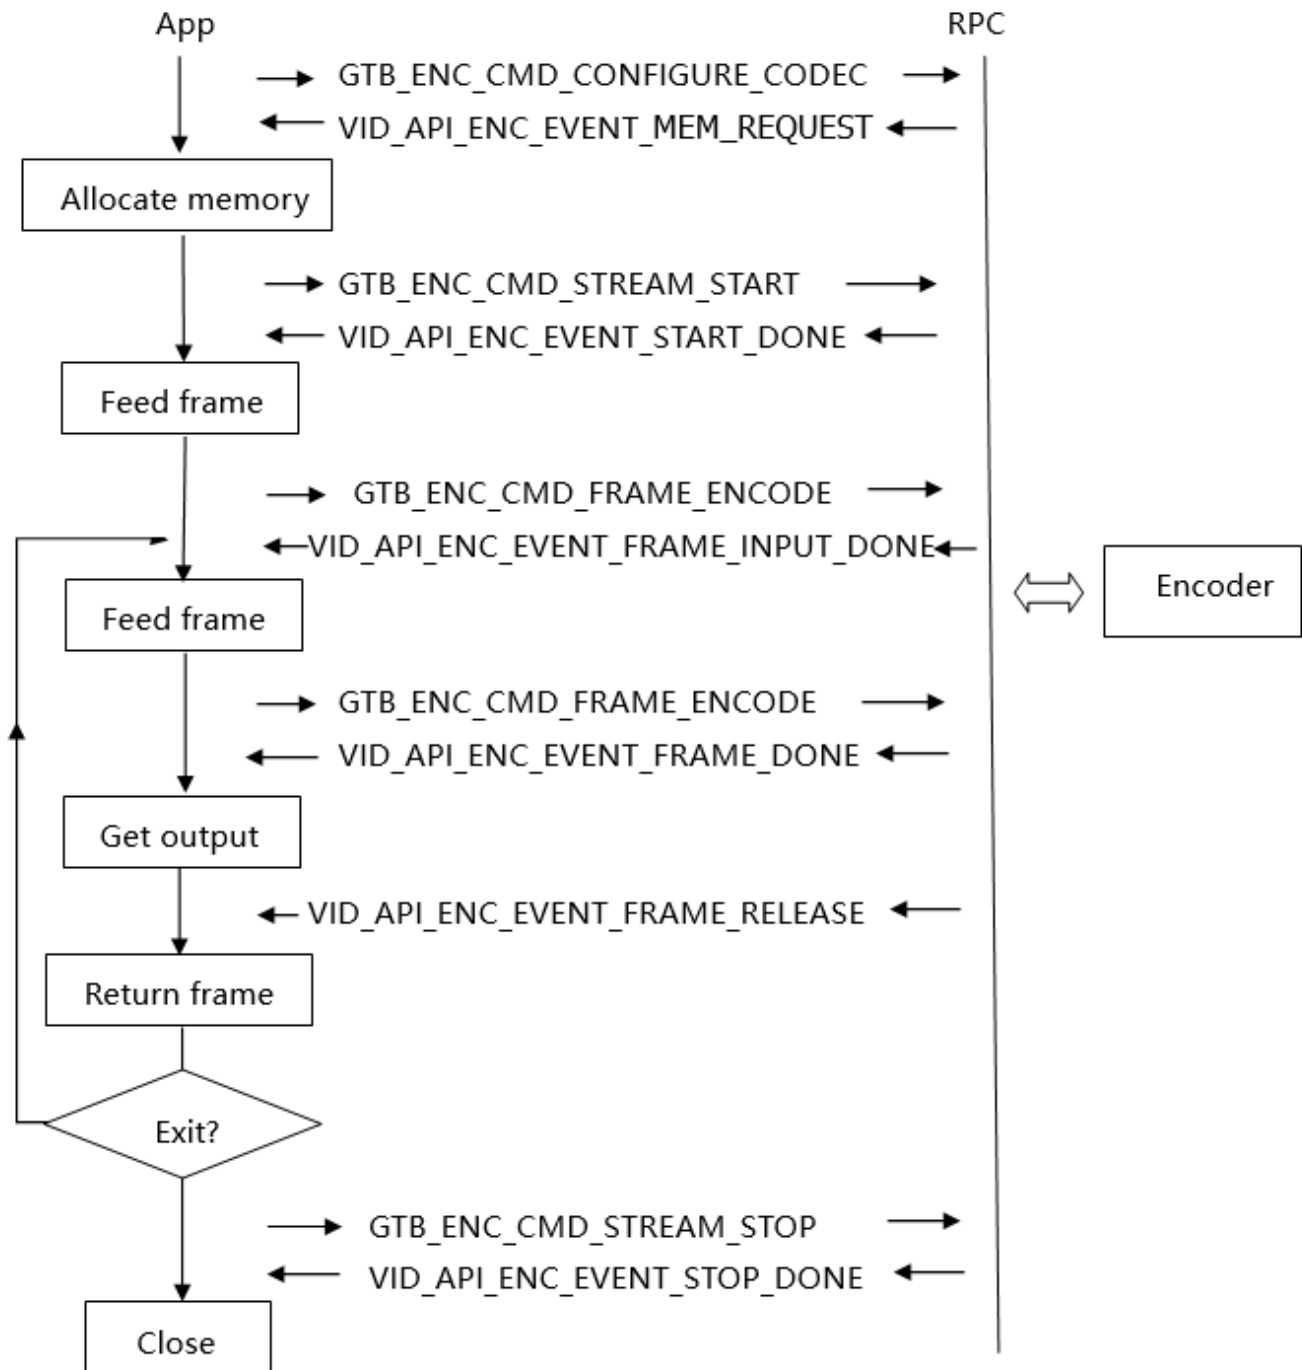 App
RPC
GTB_ENC_CMD_CONFIGURE_CODEC
VID_API_ENC_EVENT_MEM_REQUEST
Allocate memory
GTB_ENC_CMD_STREAM_START
VID_API_ENC_EVENT_START_DONE
Feed frame
GTB_ENC_CMD_FRAME_ENCODE
VID_API_ENC_EVENT_FRAME_INPUT_DONE
Encoder
Feed frame
GTB_ENC_CMD_FRAME_ENCODE
VID_API_ENC_EVENT_FRAME_DONE
Get output
VID_API_ENC_EVENT_FRAME_RELEASE
Return frame
Exit?
GTB_ENC_CMD_STREAM_STOP
VID_API_ENC_EVENT_STOP_DONE
Close